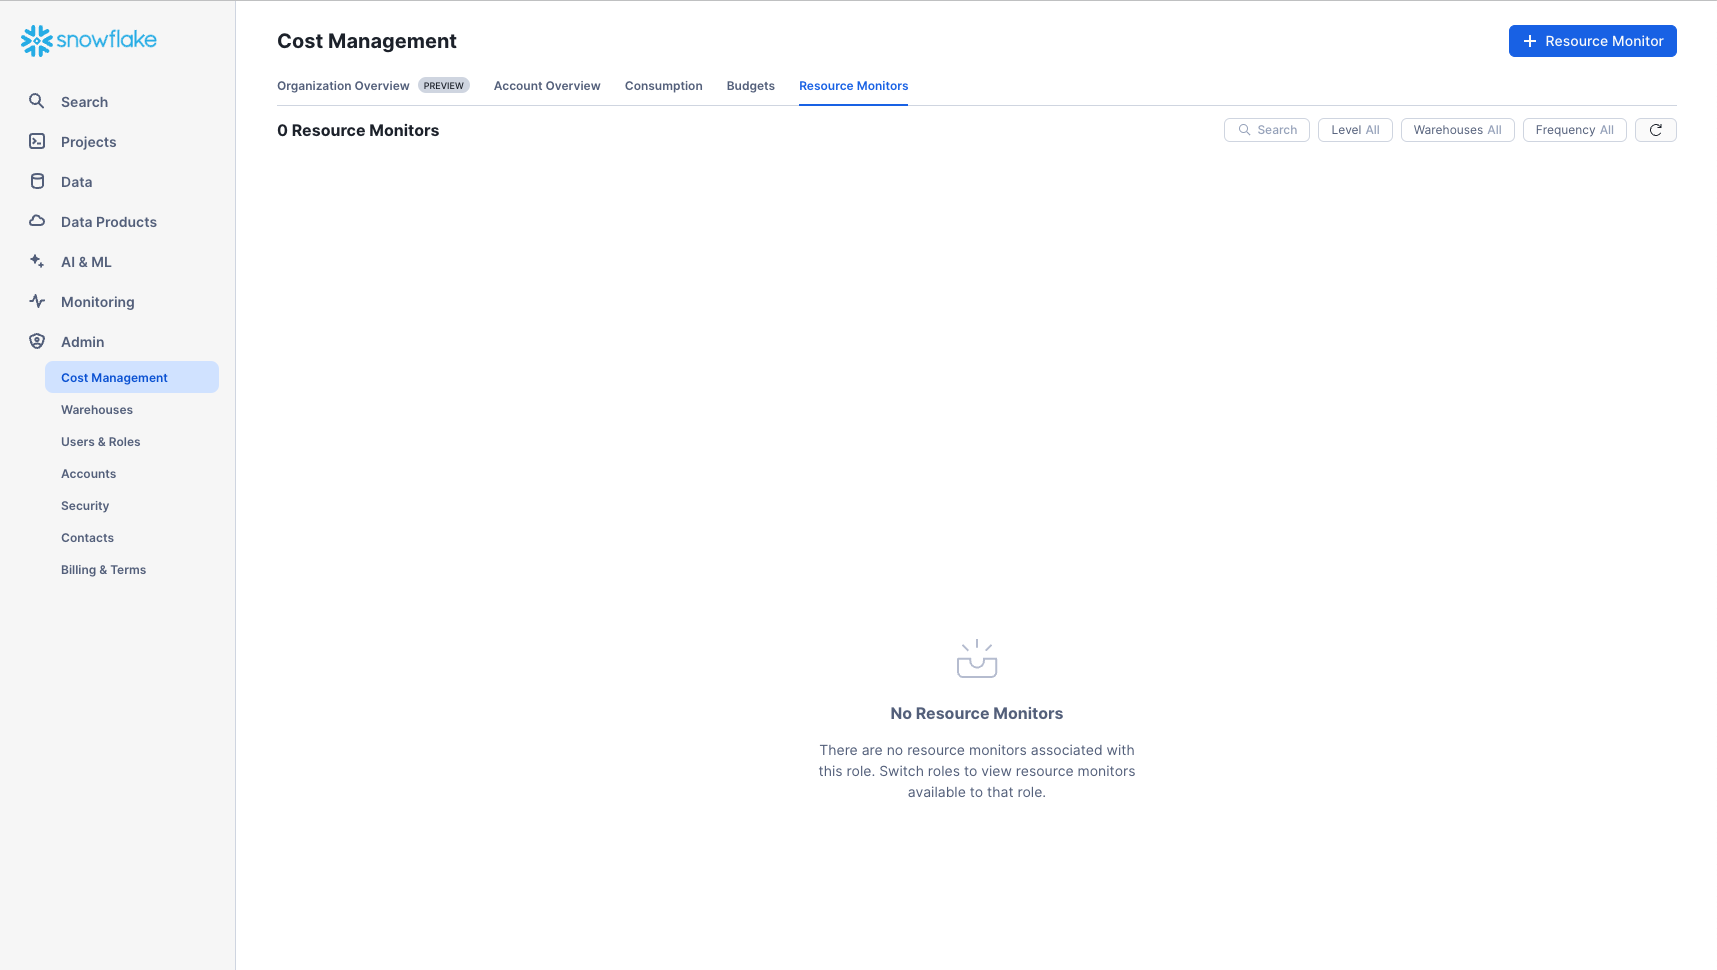 snowflake
Search
Projects
Data
Data Products
AI & ML
Monitoring
Admin
Cost Management
Warehouses
Users & Roles
Accounts
Security
Contacts
Billing & Terms
Cost Management
Resource Monitor
Organization Overview PREVIEW Account Overview Consumption Budgets Resource Monitors
0 Resource Monitors
Search Level All Warehouses All Frequency All
No Resource Monitors
There are no resource monitors associated with
this role. Switch roles to view resource monitors
available to that role.